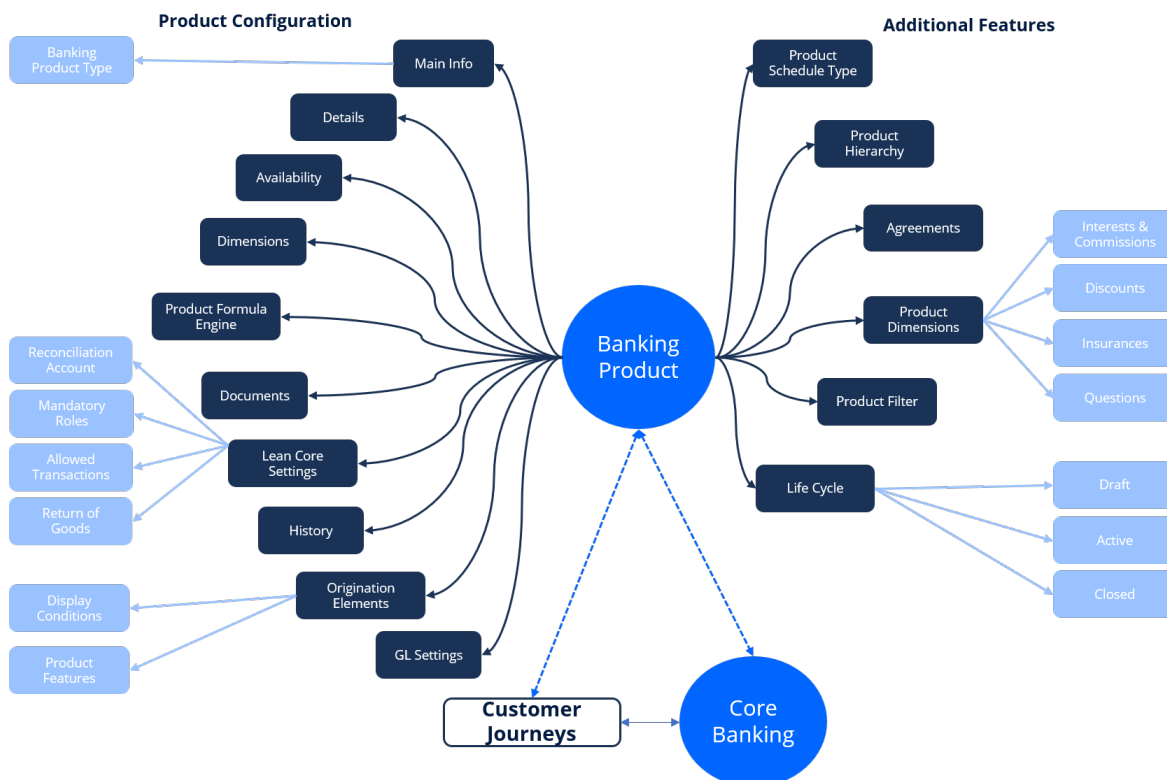 Product Configuration
Additional Features
Banking
Product Type
Main Info
Details
Availability
Dimensions
Product Formula
Engine
Documents
Reconciliation
Account
Mandatory
Roles
Allowed
Transactions
Return of
Goods
Lean Core
Settings
History
Origination
Elements
Display
Conditions
Product
Features
GL Settings
Banking
Product
Product
Schedule Type
Product
Hierarchy
Agreements
Product
Dimensions
Interests &
Commissions
Discounts
Insurances
Questions
Product Filter
Life Cycle
Draft
Active
Closed
Customer
Journeys
Core
Banking